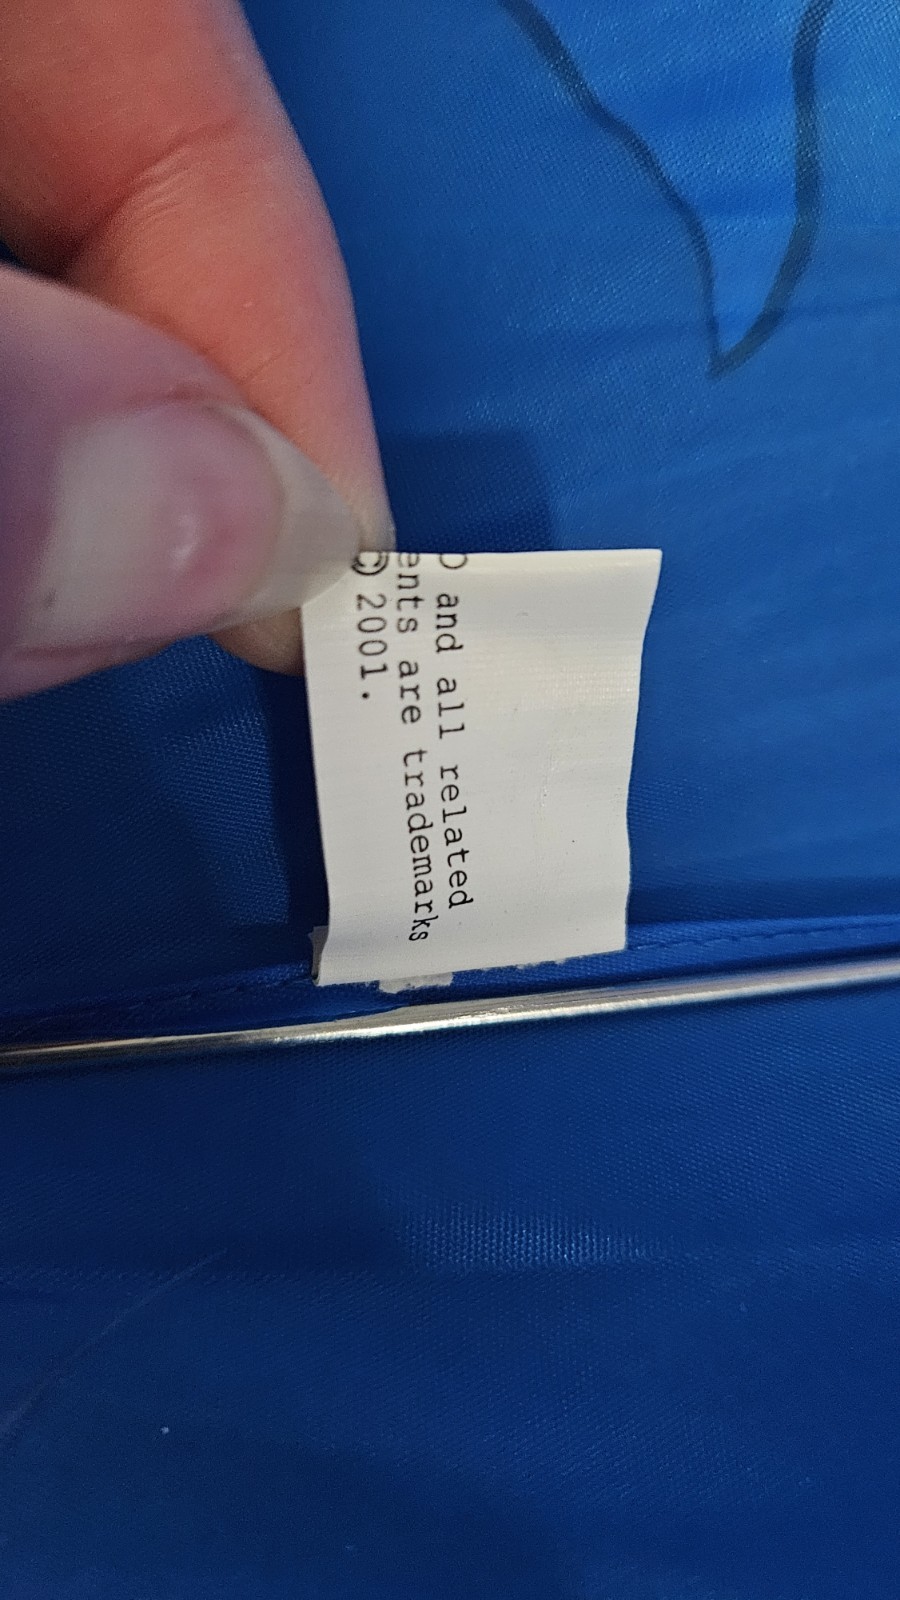 and all related
ents are trademarks
© 2001.